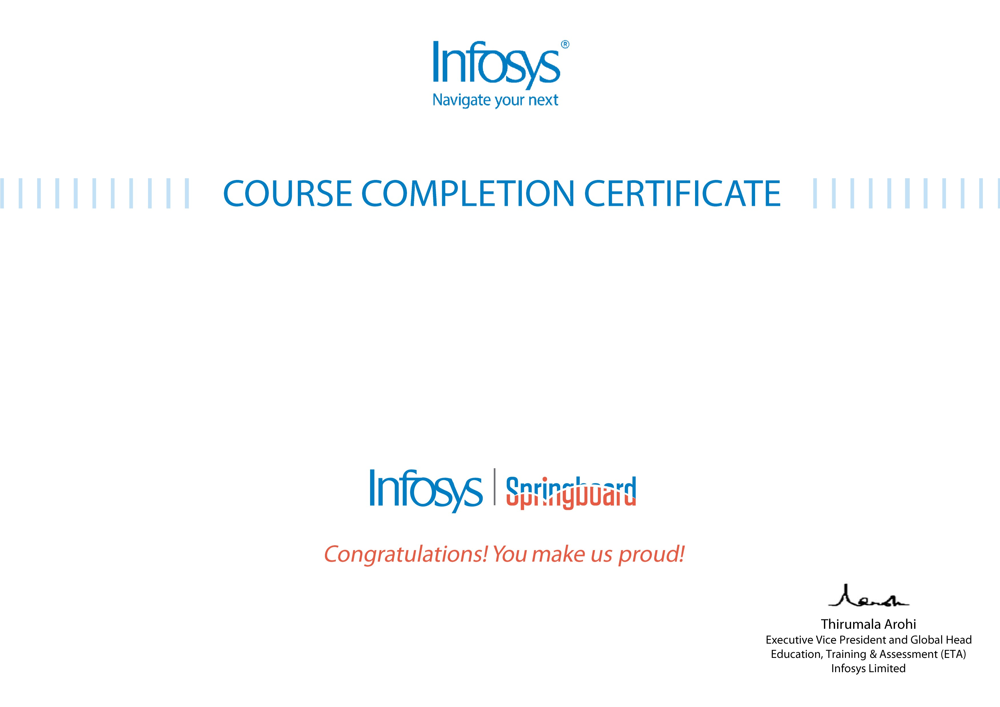 Infosys®
Navigate your next
COURSE COMPLETION CERTIFICATE
Infosys | Springboard
Congratulations! You make us proud!
Thirumala Arohi
Executive Vice President and Global Head
Education, Training & Assessment (ETA)
Infosys Limited